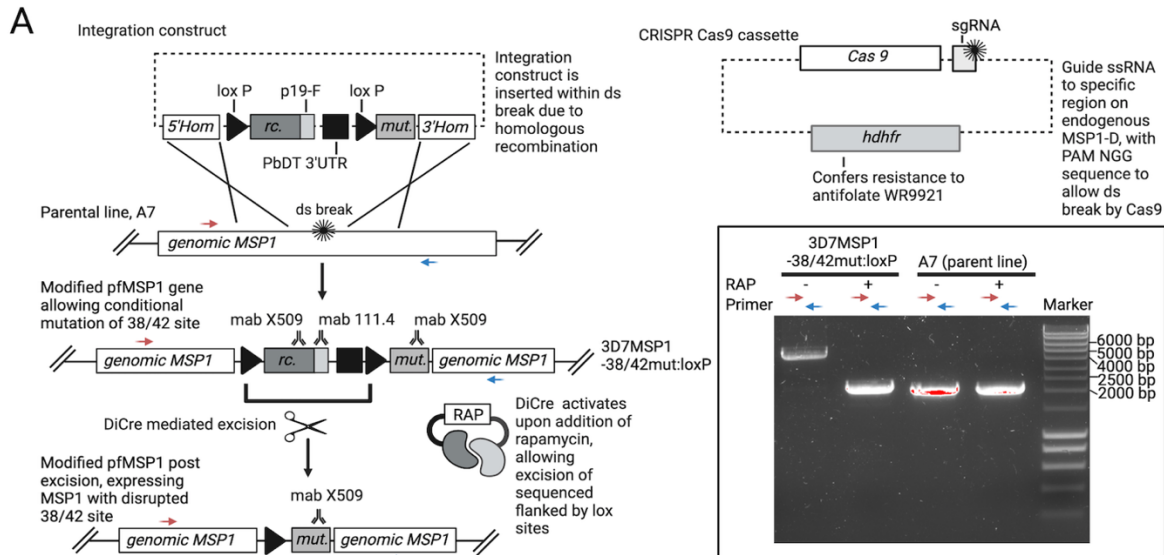 A
Integration construct
lox P
p19-F
lox P
5'Hom
rc.
mut.
3'Hom
PbDT 3'UTR
Integration
construct is
inserted within ds
break due to
homologous
recombination
Parental line, A7
ds break
genomic MSP1
Modified pfMSP1 gene
allowing conditional
mutation of 38/42 site
mab X509
mab 111.4
mab X509
genomic MSP1
rc.
mut.
genomic MSP1
3D7MSP1
-38/42mut:loxP
DiCre mediated excision
RAP
DiCre activates
upon addition of
rapamycin,
allowing
excision of
sequenced
flanked by lox
sites
Modified pfMSP1 post
excision, expressing
MSP1 with disrupted
38/42 site
mab X509
genomic MSP1
mut.
genomic MSP1
CRISPR Cas9 cassette
sgRNA
Cas 9
hdhfr
Confers resistance to
antifolate WR9921
Guide ssRNA
to specific
region on
endogenous
MSP1-D, with
PAM NGG
sequence to
allow ds
break by Cas9
3D7MSP1
-38/42mut:loxP
A7 (parent line)
RAP - + - +
Primer
Marker
6000 bp
5000 bp
4000 bp
2500 bp
2000 bp